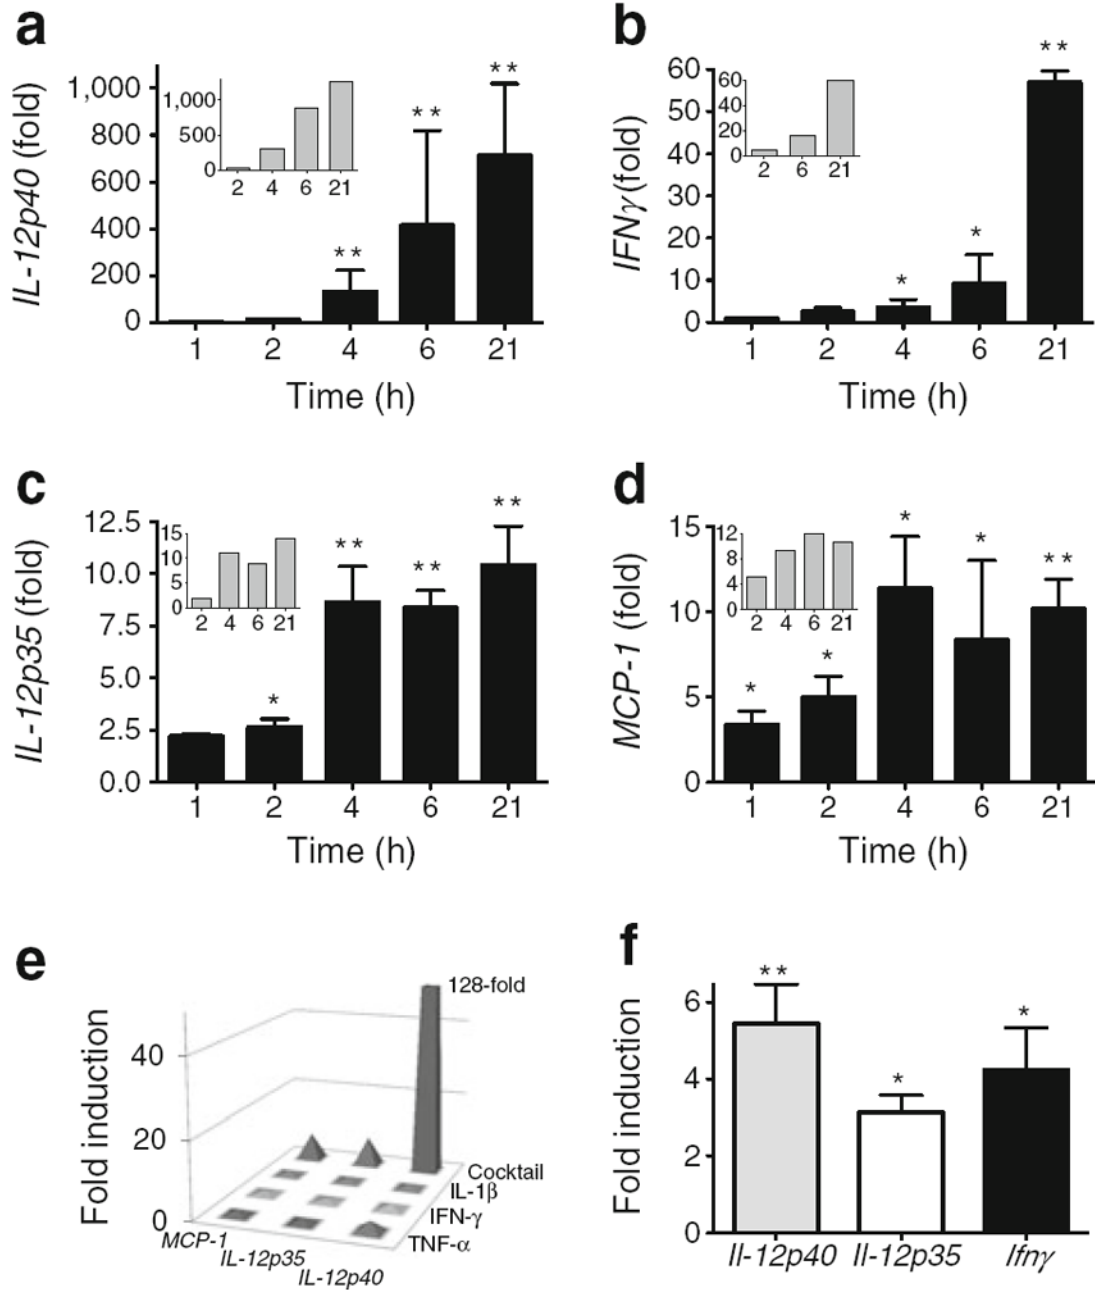 a
IL-12p40 (fold)
1,000
800
600
400
200
0
**
**
**
1,000
500
0
2 4 6 21
1 2 4 6 21
Time (h)
b
IFNγ (fold)
60
50
40
30
20
10
0
*
*
**
60
40
20
0
2 6 21
1 2 4 6 21
Time (h)
c
IL-12p35 (fold)
12.5
10.0
7.5
5.0
2.5
0.0
*
**
**
**
15
10
5
0
2 4 6 21
1 2 4 6 21
Time (h)
d
MCP-1 (fold)
15
10
5
0
*
*
*
*
**
12
8
4
0
2 4 6 21
1 2 4 6 21
Time (h)
e
Fold induction
40
20
0
128-fold
Cocktail
IL-1β
IFN-γ
TNF-α
MCP-1
IL-12p35
IL-12p40
f
Fold induction
6
4
2
0
**
*
*
Il-12p40 Il-12p35 Ifnγ